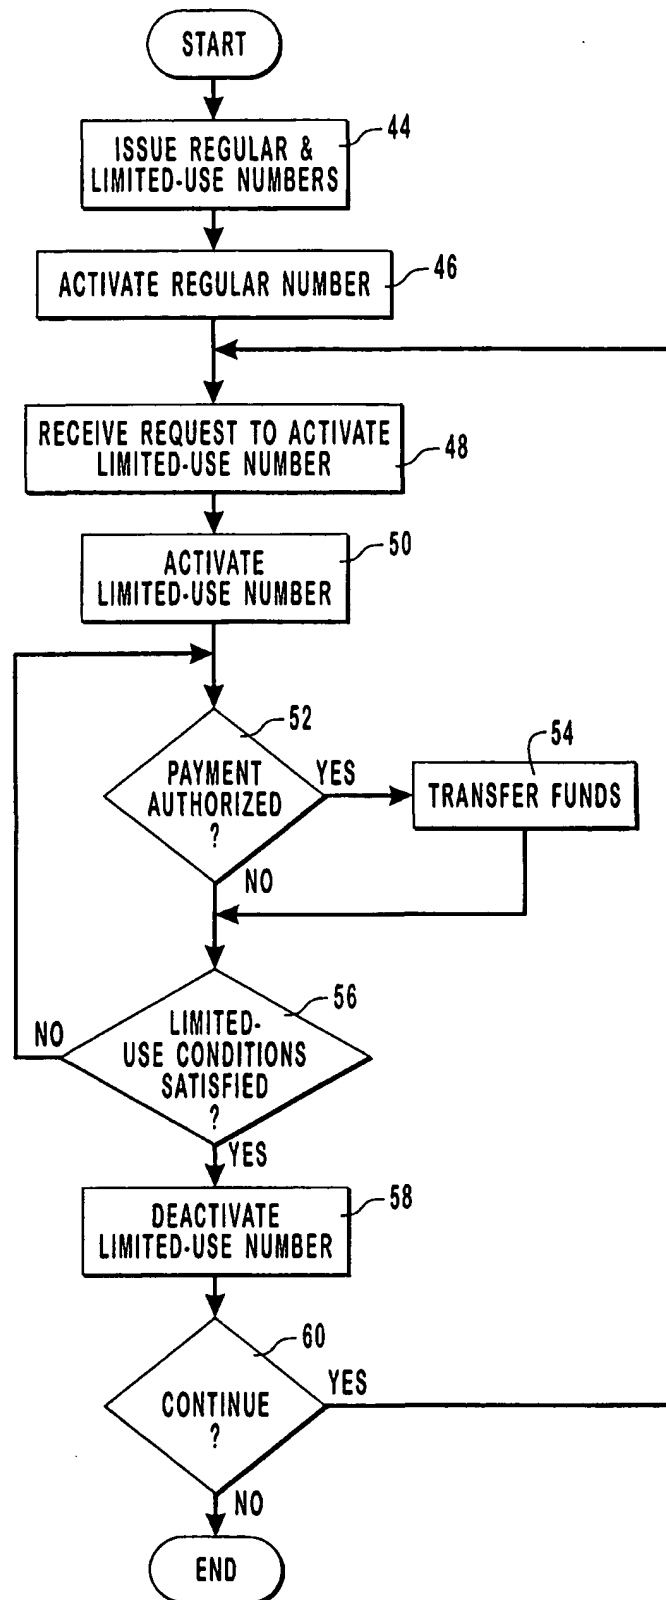 START
44
ISSUE REGULAR &
LIMITED-USE NUMBERS
46
ACTIVATE REGULAR NUMBER
RECEIVE REQUEST TO ACTIVATE
LIMITED-USE NUMBER
48
50
ACTIVATE
LIMITED-USE NUMBER
52
PAYMENT
AUTHORIZED
?
YES
54
TRANSFER FUNDS
NO
56
LIMITED-
USE CONDITIONS
SATISFIED
?
NO
YES
58
DEACTIVATE
LIMITED-USE NUMBER
60
CONTINUE
?
YES
NO
END